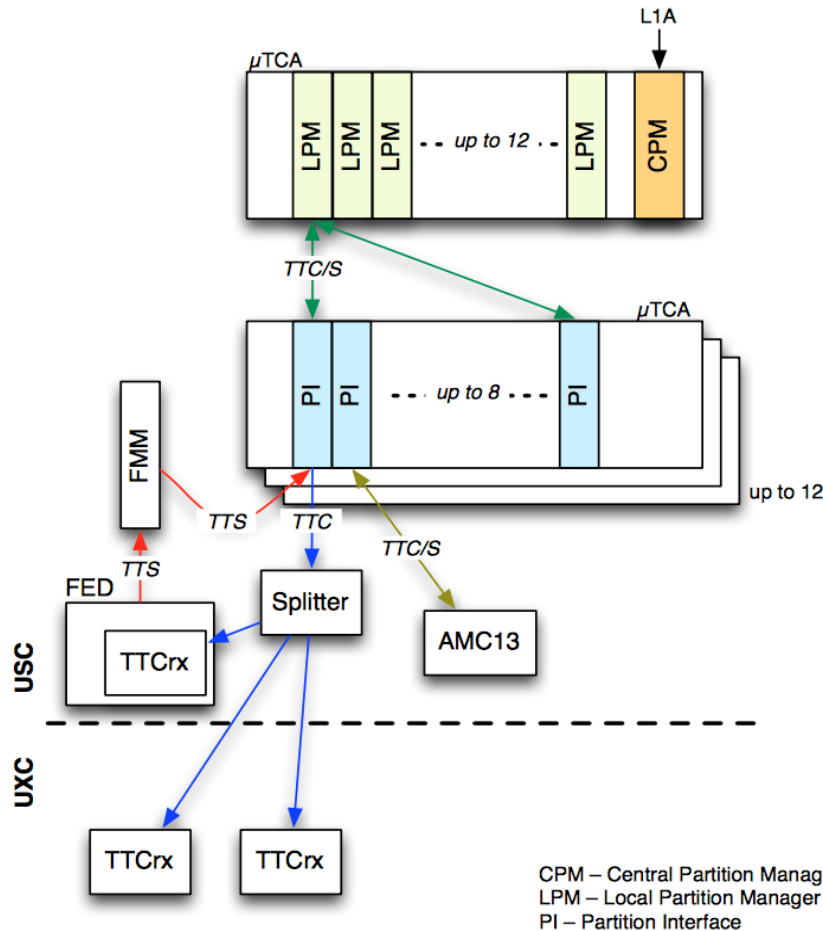 L1A
µTCA
LPM
LPM
LPM
up to 12
LPM
CPM
TTC/S
µTCA
PI
PI
up to 8
PI
FMM
up to 12
TTS
TTC
TTC/S
TTS
FED
Splitter
TTCrx
AMC13
USC
UXC
TTCrx
TTCrx
CPM – Central Partition Manag
LPM – Local Partition Manager
PI – Partition Interface